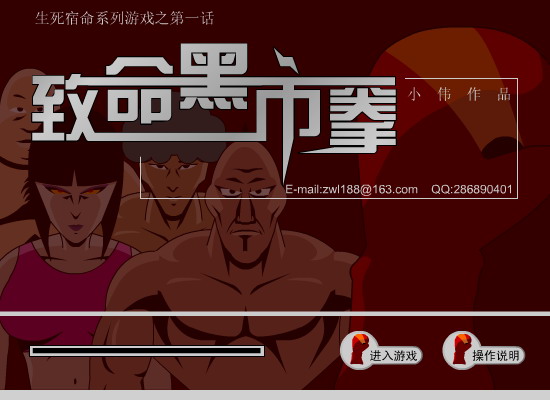 生死宿命系列游戏之第一话
致命黑市拳
小伟作品
E-mail:zwl188@163.com QQ:286890401
进入游戏
操作说明